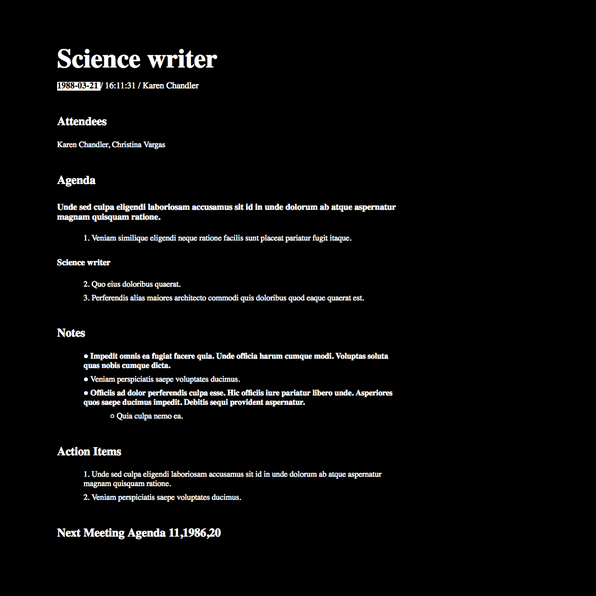 Science writer
1988-03-21 / 16:11:31 / Karen Chandler
Attendees
Karen Chandler, Christina Vargas
Agenda
Unde sed culpa eligendi laboriosam accusamus sit id in unde dolorum ab atque aspernatur
magnam quisquam ratione.
1. Veniam similique eligendi neque ratione facilis sunt placeat pariatur fugit itaque.
Science writer
2. Quo eius doloribus quaerat.
3. Perferendis alias maiores architecto commodi quis doloribus quod eaque quaerat est.
Notes
● Impedit omnis ea fugiat facere quia. Unde officia harum cumque modi. Voluptas soluta
quas nobis cumque dicta.
● Veniam perspiciatis saepe voluptates ducimus.
● Officiis ad dolor perferendis culpa esse. Hic officiis iure pariatur libero unde. Asperiores
quos saepe ducimus impedit. Debitis sequi provident aspernatur.
○ Quia culpa nemo ea.
Action Items
1. Unde sed culpa eligendi laboriosam accusamus sit id in unde dolorum ab atque aspernatur
magnam quisquam ratione.
2. Veniam perspiciatis saepe voluptates ducimus.
Next Meeting Agenda 11,1986,20